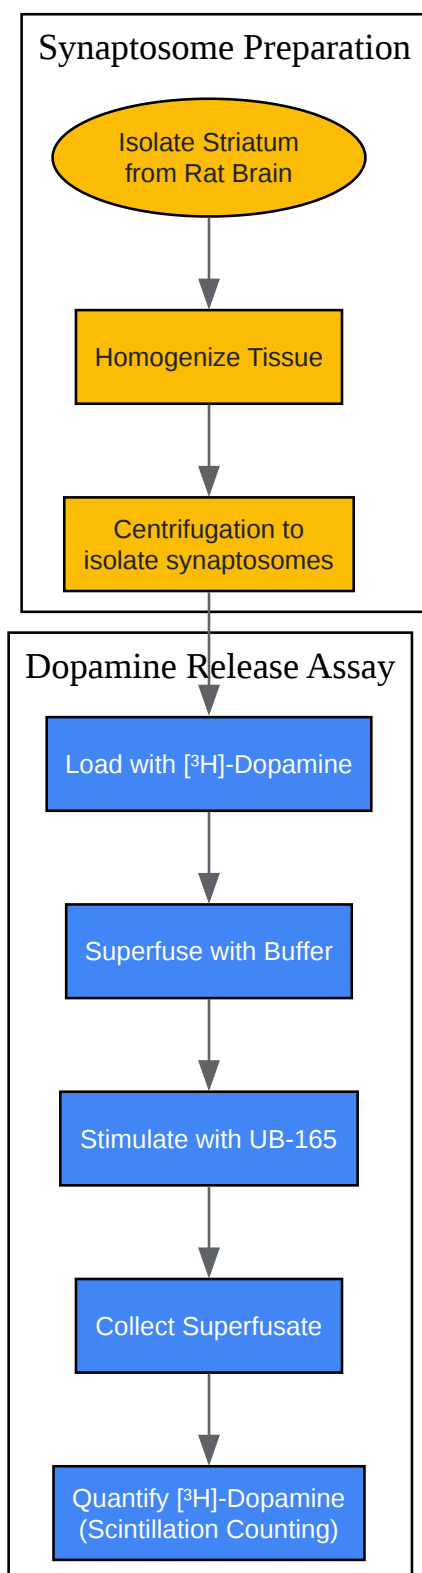 Synaptosome Preparation
Isolate Striatum
from Rat Brain
Homogenize Tissue
Centrifugation to
isolate synaptosomes
Dopamine Release Assay
Load with [³H]-Dopamine
Superfuse with Buffer
Stimulate with UB-165
Collect Superfusate
Quantify [³H]-Dopamine
(Scintillation Counting)